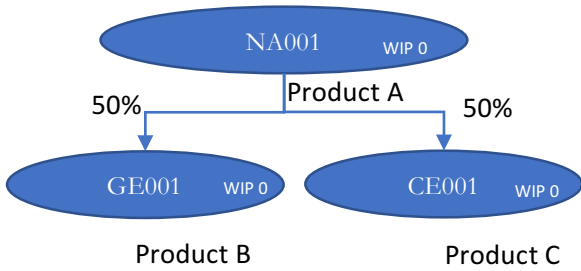 NA001 WIP 0
Product A
50% 50%
GE001 WIP 0 CE001 WIP 0
Product B Product C